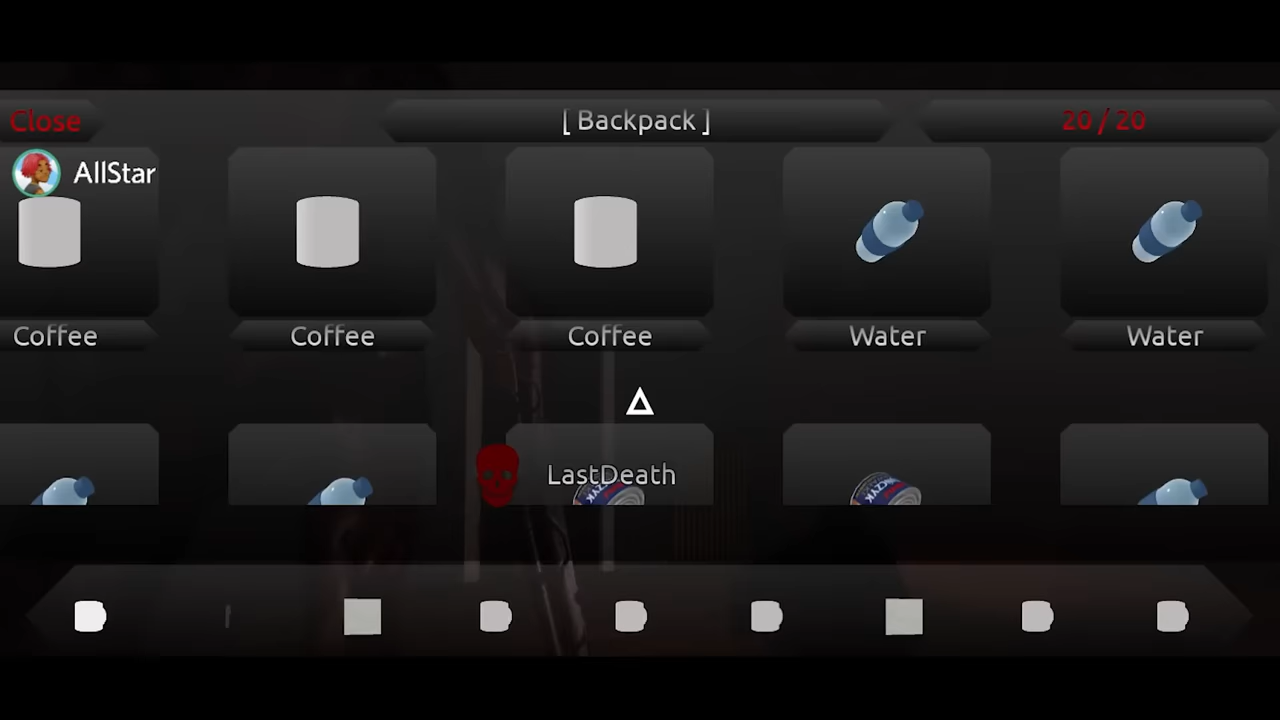 Close
[ Backpack ]
20 / 20
AllStar
Coffee
Coffee
Coffee
Water
Water
LastDeath